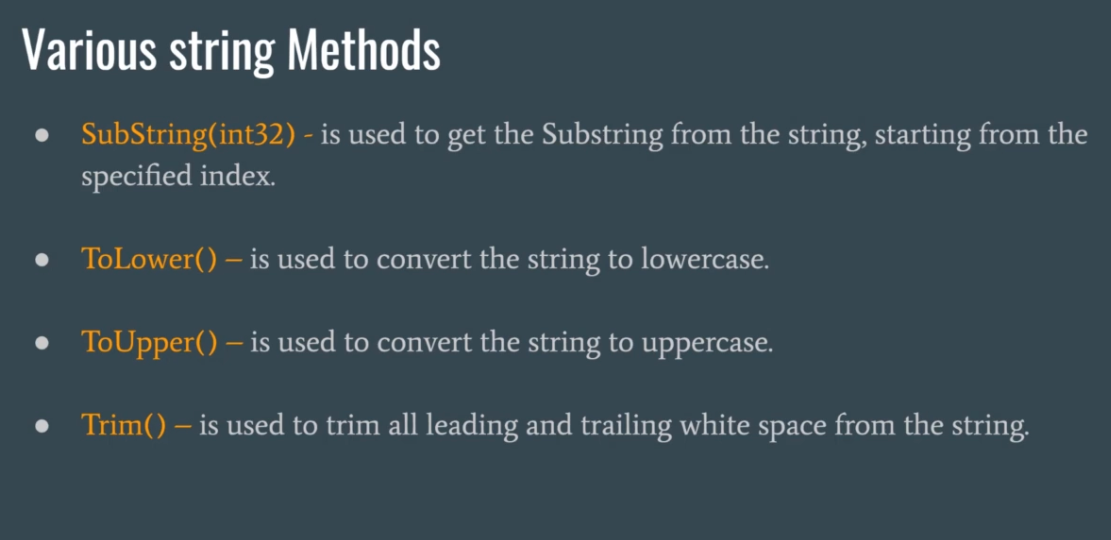 Various string Methods
● SubString(int32) - is used to get the Substring from the string, starting from the
specified index.
● ToLower() – is used to convert the string to lowercase.
● ToUpper() – is used to convert the string to uppercase.
● Trim() – is used to trim all leading and trailing white space from the string.